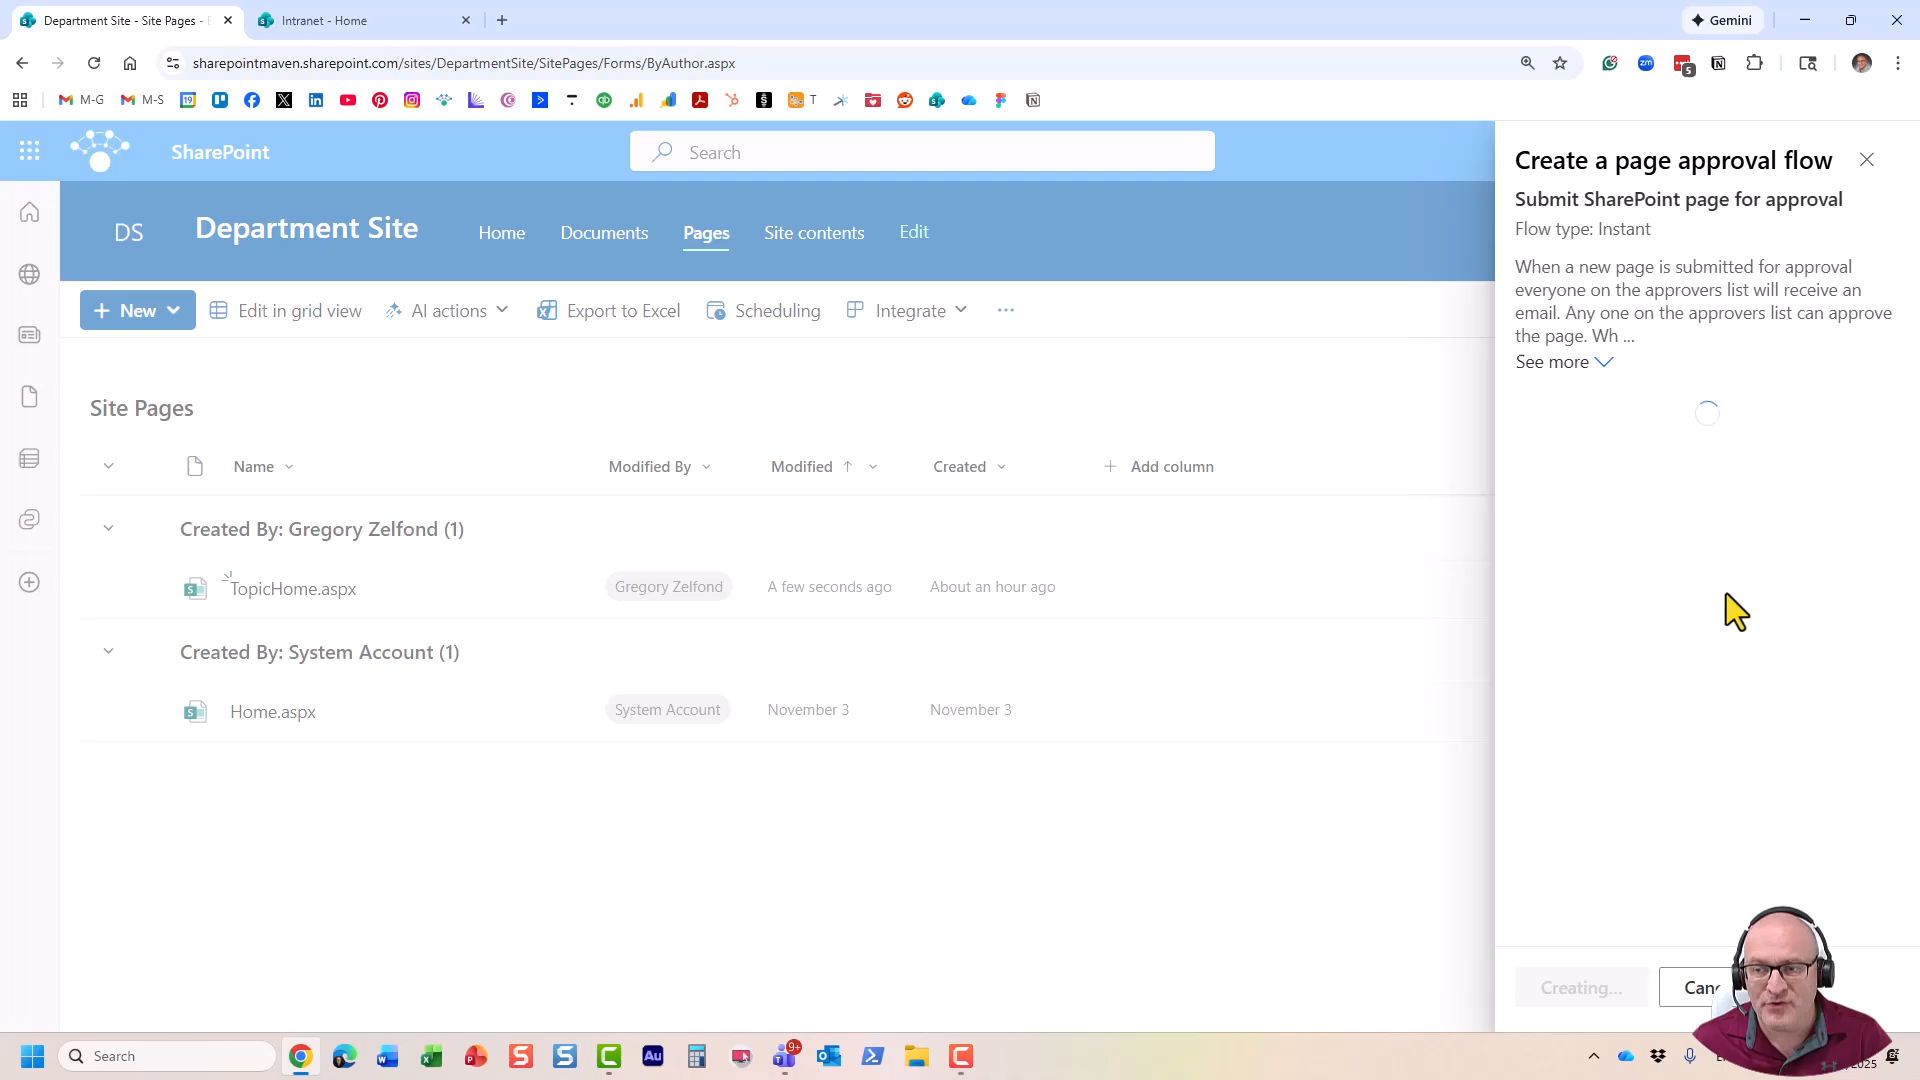 Department Site - Site Pages -
Intranet - Home
Gemini
sharepointmaven.sharepoint.com/sites/DepartmentSite/SitePages/Forms/ByAuthor.aspx
M-G
M-S
T
SharePoint
Search
DS
Department Site
Home
Documents
Pages
Site contents
Edit
New
Edit in grid view
AI actions
Export to Excel
Scheduling
Integrate
Site Pages
Name
Modified By
Modified
Created
Add column
Created By: Gregory Zelfond (1)
TopicHome.aspx
Gregory Zelfond
A few seconds ago
About an hour ago
Created By: System Account (1)
Home.aspx
System Account
November 3
November 3
Create a page approval flow
Submit SharePoint page for approval
Flow type: Instant
When a new page is submitted for approval
everyone on the approvers list will receive an
email. Any one on the approvers list can approve
the page. Wh ...
See more
Creating...
Canc
Search
9+